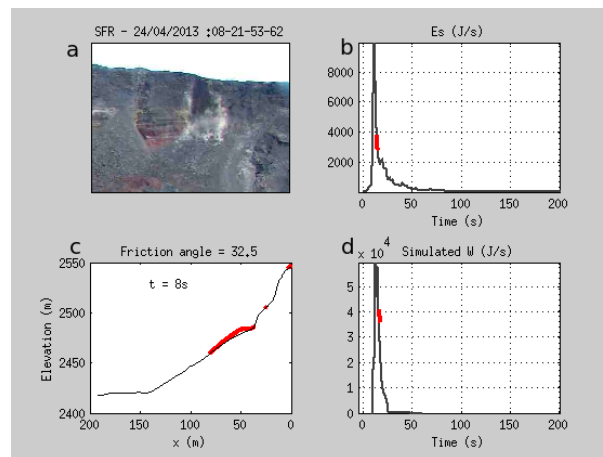 a
SFR - 24/04/2013 :08-21-53-62
b
Es (J/s)
8000
6000
4000
2000
0 50 100 150 200
Time (s)
c
Friction angle = 32.5
t = 8s
2550
2500
2450
2400
Elevation (m)
200 150 100 50 0
x (m)
d
x 10^4
Simulated W (J/s)
5
4
3
2
1
0
0 50 100 150 200
Time (s)